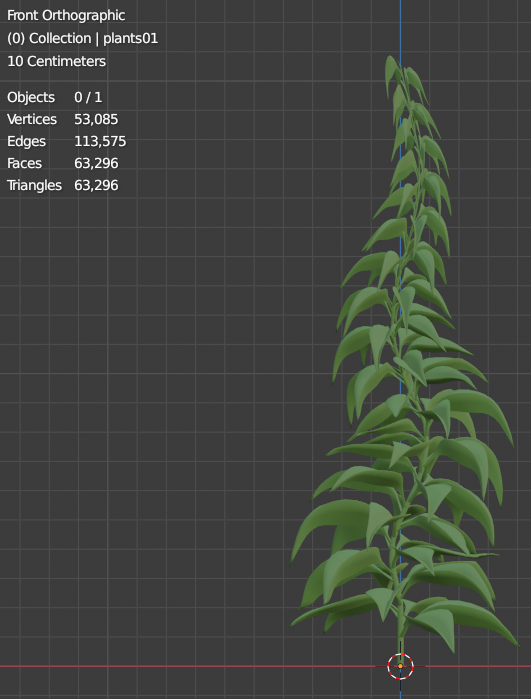 Front Orthographic
(0) Collection | plants01
10 Centimeters
Objects 0 / 1
Vertices 53,085
Edges 113,575
Faces 63,296
Triangles 63,296